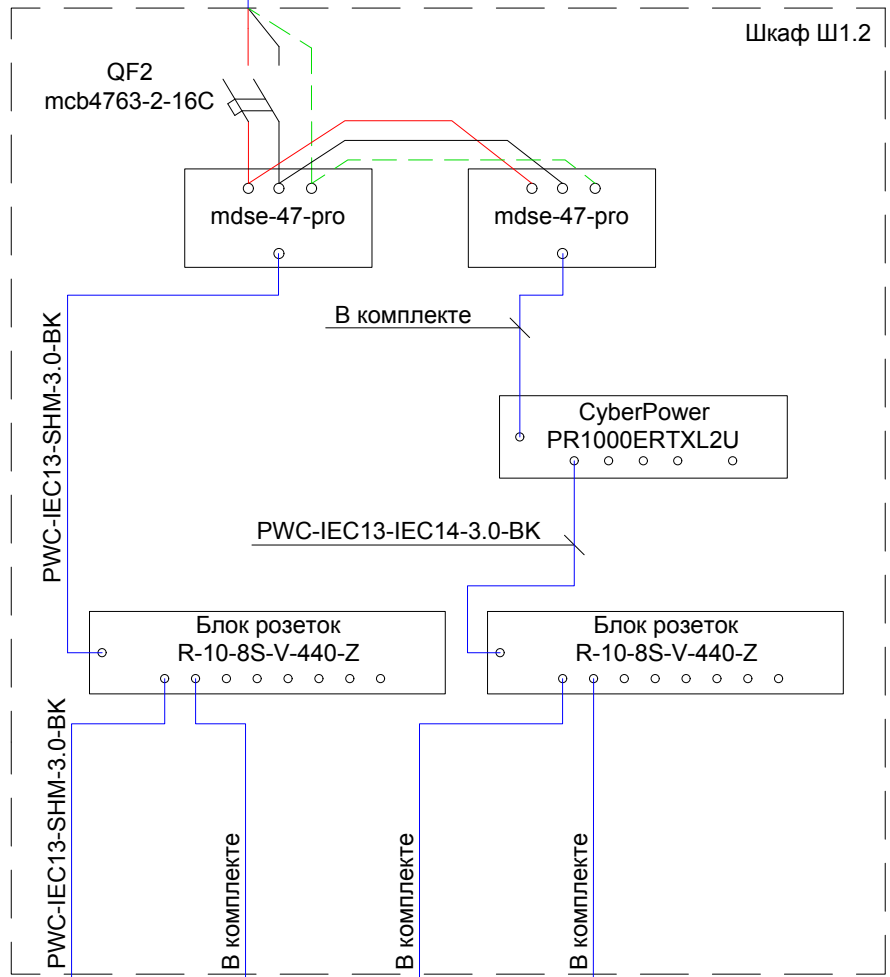 Шкаф Ш1.2
QF2
mcb4763-2-16C
mdse-47-pro
mdse-47-pro
В комплекте
PWC-IEC13-SHM-3.0-BK
CyberPower
PR1000ERTXL2U
PWC-IEC13-IEC14-3.0-BK
Блок розеток
R-10-8S-V-440-Z
Блок розеток
R-10-8S-V-440-Z
PWC-IEC13-SHM-3.0-BK
В комплекте
В комплекте
В комплекте